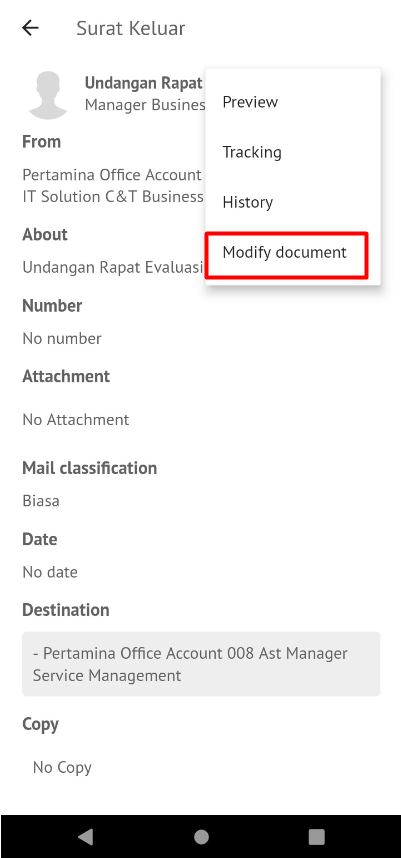 Surat Keluar
Undangan Rapat
Manager Busines
Preview
Tracking
History
Modify document
From
Pertamina Office Account
IT Solution C&T Business
About
Undangan Rapat Evaluasi
Number
No number
Attachment
No Attachment
Mail classification
Biasa
Date
No date
Destination
- Pertamina Office Account 008 Ast Manager
Service Management
Copy
No Copy